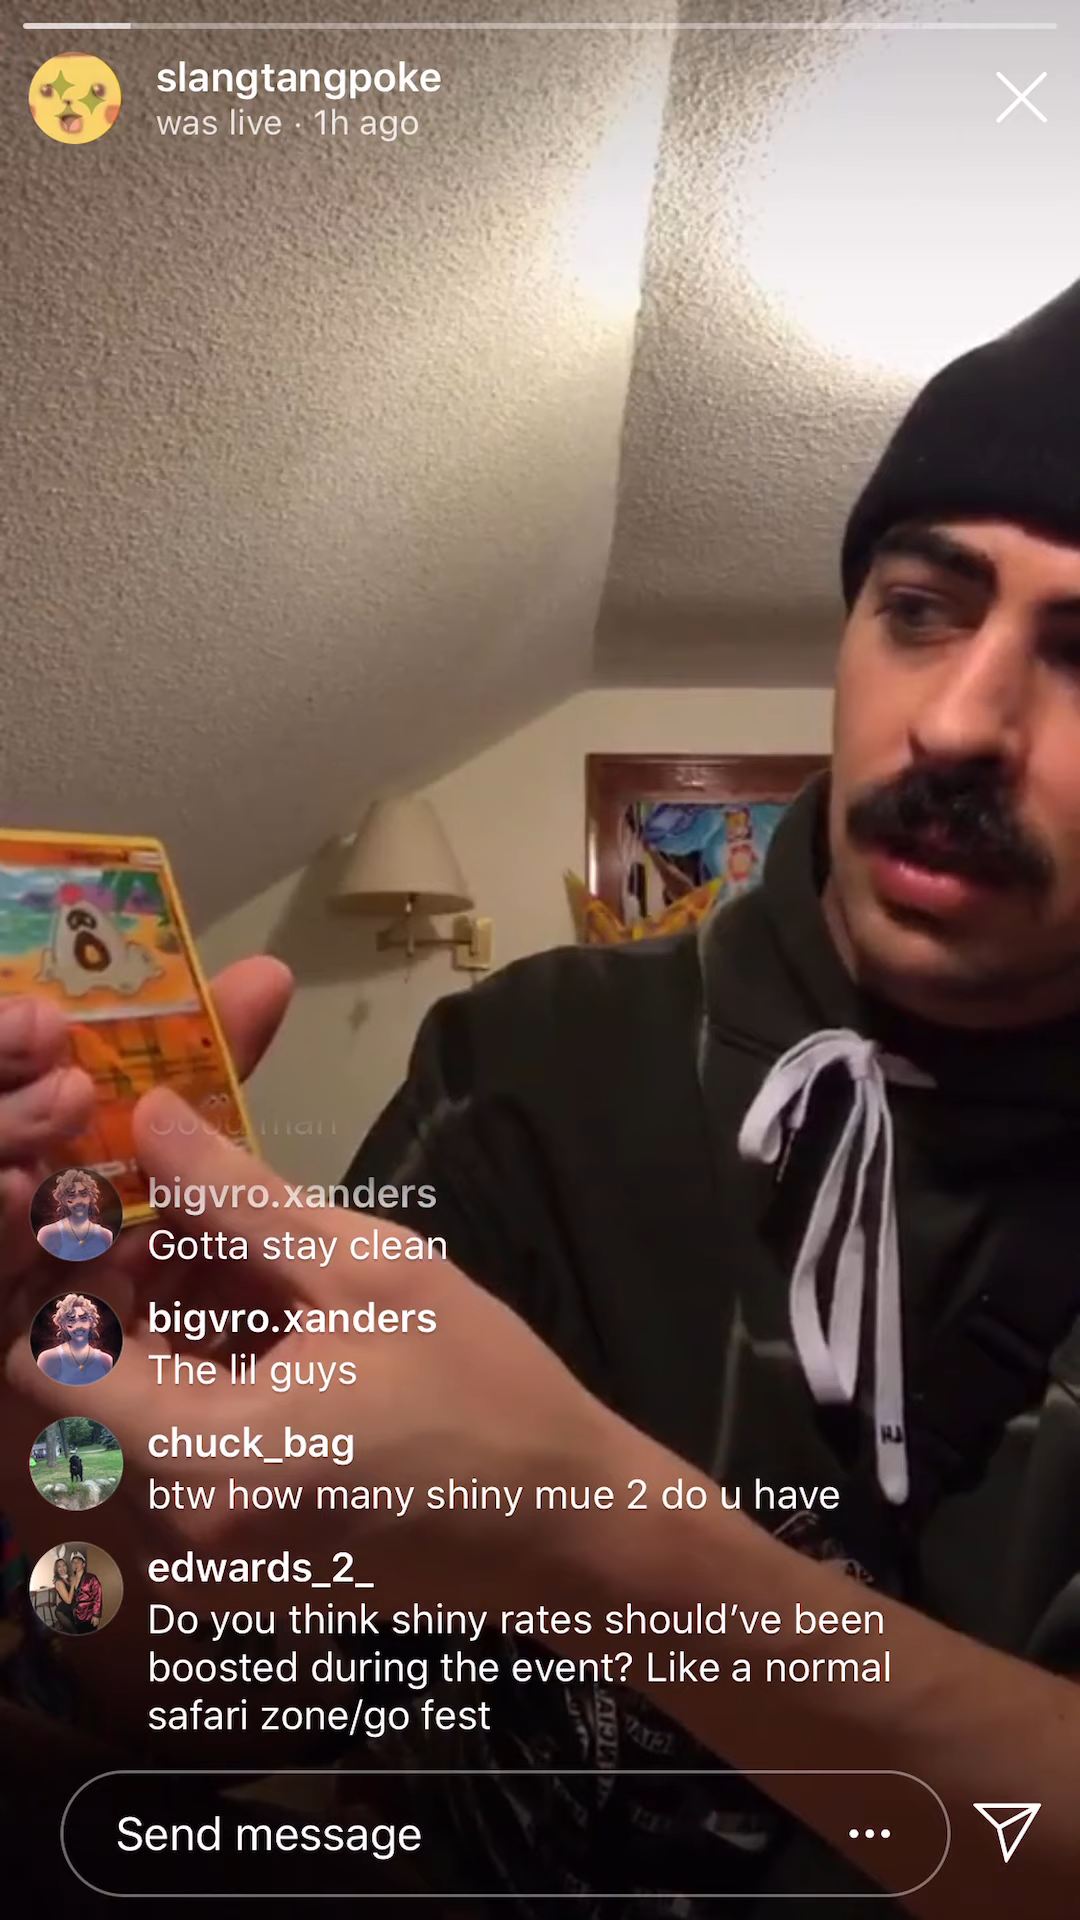 slangtangpoke
was live · 1h ago
Good man
bigvro.xanders
Gotta stay clean
bigvro.xanders
The lil guys
chuck_bag
btw how many shiny mue 2 do u have
edwards_2_
Do you think shiny rates should’ve been
boosted during the event? Like a normal
safari zone/go fest
Send message